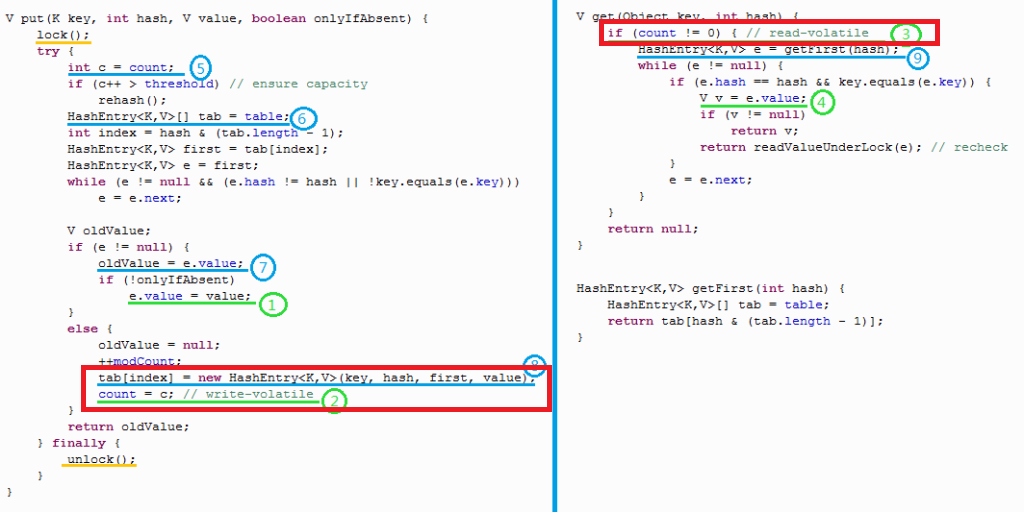 V put(K key, int hash, V value, boolean onlyIfAbsent) {
lock();
try {
int c = count; 5
if (c++ > threshold) // ensure capacity
rehash();
HashEntry<K,V>[] tab = table; 6
int index = hash & (tab.length - 1);
HashEntry<K,V> first = tab[index];
HashEntry<K,V> e = first;
while (e != null && (e.hash != hash || !key.equals(e.key)))
e = e.next;
V oldValue;
if (e != null) {
oldValue = e.value; 7
if (!onlyIfAbsent)
e.value = value; 1
}
else {
oldValue = null;
++modCount;
tab[index] = new HashEntry<K,V>(key, hash, first, value); 8
count = c; // write-volatile 2
}
return oldValue;
} finally {
unlock();
}
}
V get(Object key, int hash) {
if (count != 0) { // read-volatile 3
HashEntry<K,V> e = getFirst(hash); 9
while (e != null) {
if (e.hash == hash && key.equals(e.key)) {
V v = e.value; 4
if (v != null)
return v;
return readValueUnderLock(e); // recheck
}
e = e.next;
}
}
return null;
}
HashEntry<K,V> getFirst(int hash) {
HashEntry<K,V>[] tab = table;
return tab[hash & (tab.length - 1)];
}